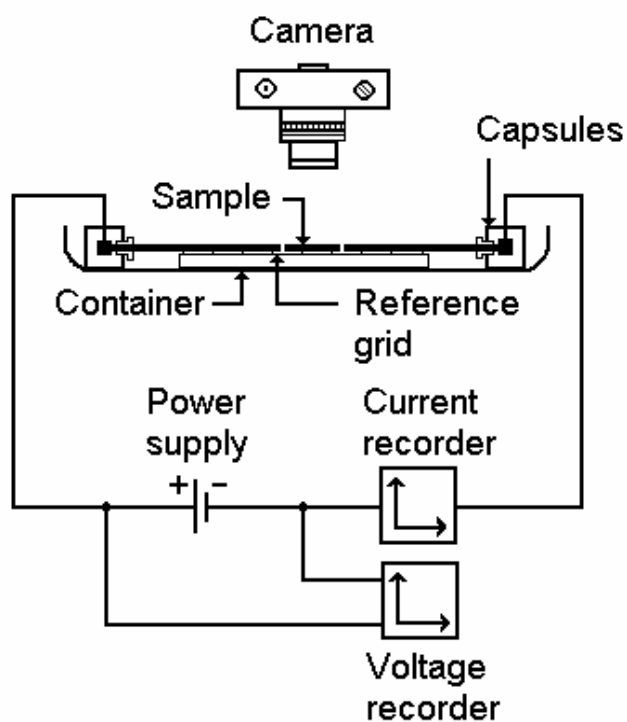 Camera
Capsules
Sample
Container
Reference
grid
Power
supply
Current
recorder
+ −
Voltage
recorder